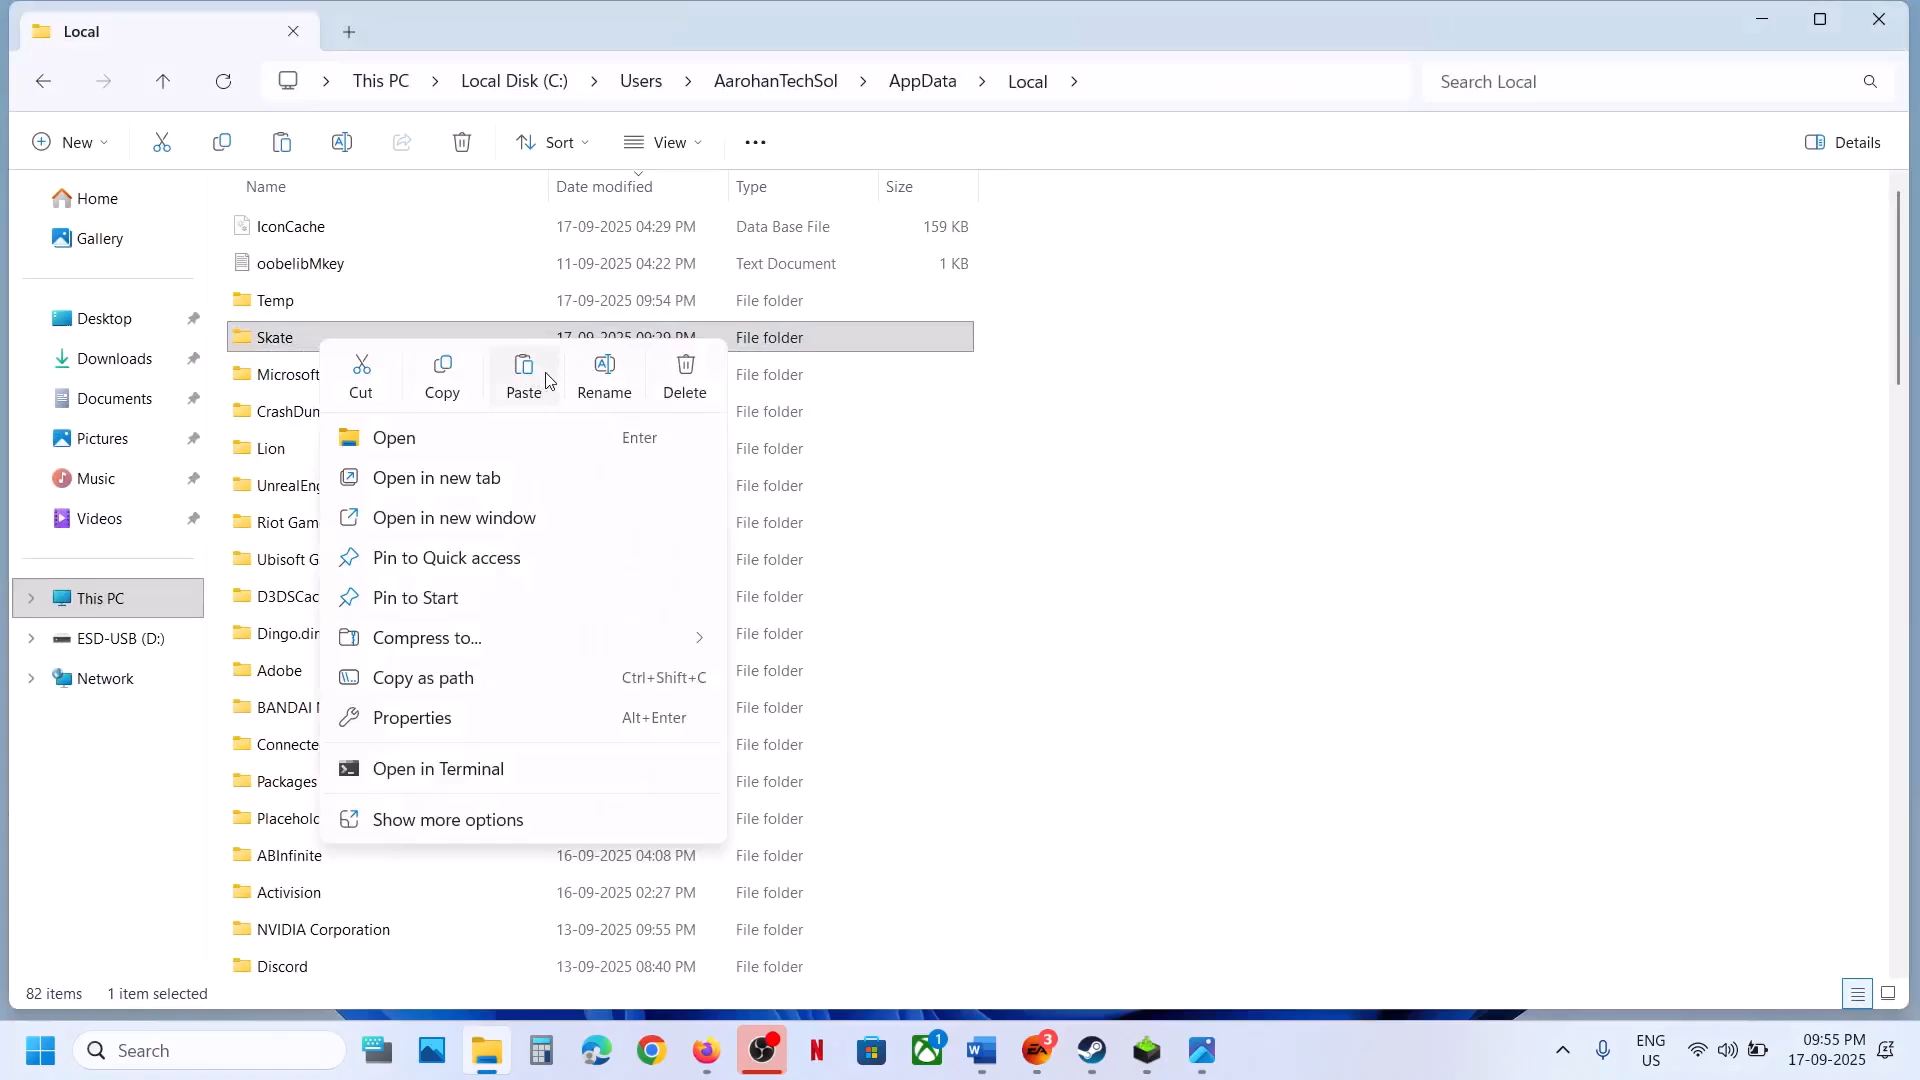 Local
This PC
Local Disk (C:)
Users
AarohanTechSol
AppData
Local
Search Local
New
Sort
View
Details
Name
Date modified
Type
Size
IconCache 17-09-2025 04:29 PM Data Base File 159 KB
oobelibMkey 11-09-2025 04:22 PM Text Document 1 KB
Temp 17-09-2025 09:54 PM File folder
Skate 17-09-2025 09:29 PM File folder
Microsoft File folder
CrashDun File folder
Lion File folder
UnrealEng File folder
Riot Gam File folder
Ubisoft G File folder
D3DSCac File folder
Dingo.dir File folder
Adobe File folder
BANDAI File folder
Connecte File folder
Packages File folder
Placehold File folder
ABInfinite 16-09-2025 04:08 PM File folder
Activision 16-09-2025 02:27 PM File folder
NVIDIA Corporation 13-09-2025 09:55 PM File folder
Discord 13-09-2025 08:40 PM File folder
Home
Gallery
Desktop
Downloads
Documents
Pictures
Music
Videos
This PC
ESD-USB (D:)
Network
Cut
Copy
Paste
Rename
Delete
Open Enter
Open in new tab
Open in new window
Pin to Quick access
Pin to Start
Compress to...
Copy as path Ctrl+Shift+C
Properties Alt+Enter
Open in Terminal
Show more options
82 items 1 item selected
Search
1
W
EA
3
N
ENG
US
09:55 PM
17-09-2025